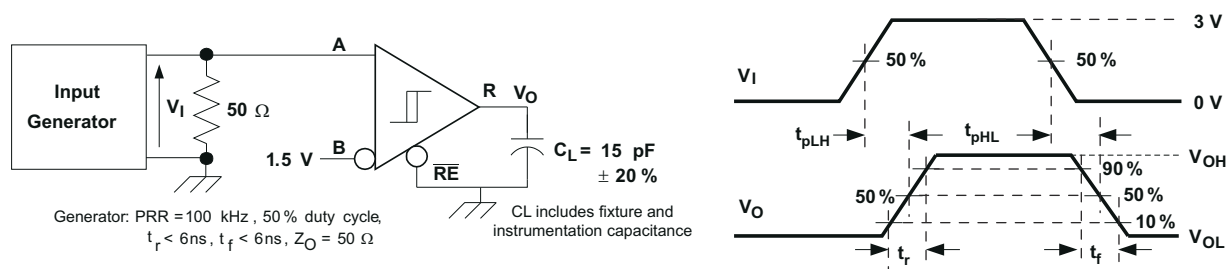 Input
Generator
V_I
50 Ω
A
1.5 V
B
RE
R
V_O
C_L = 15 pF
± 20 %
Generator: PRR = 100 kHz, 50 % duty cycle,
t_r < 6ns, t_f < 6ns, Z_O = 50 Ω
CL includes fixture and
instrumentation capacitance
3 V
50 %
50 %
V_I
0 V
t_pLH
t_pHL
V_OH
90 %
50 %
50 %
V_O
10 %
V_OL
t_r
t_f